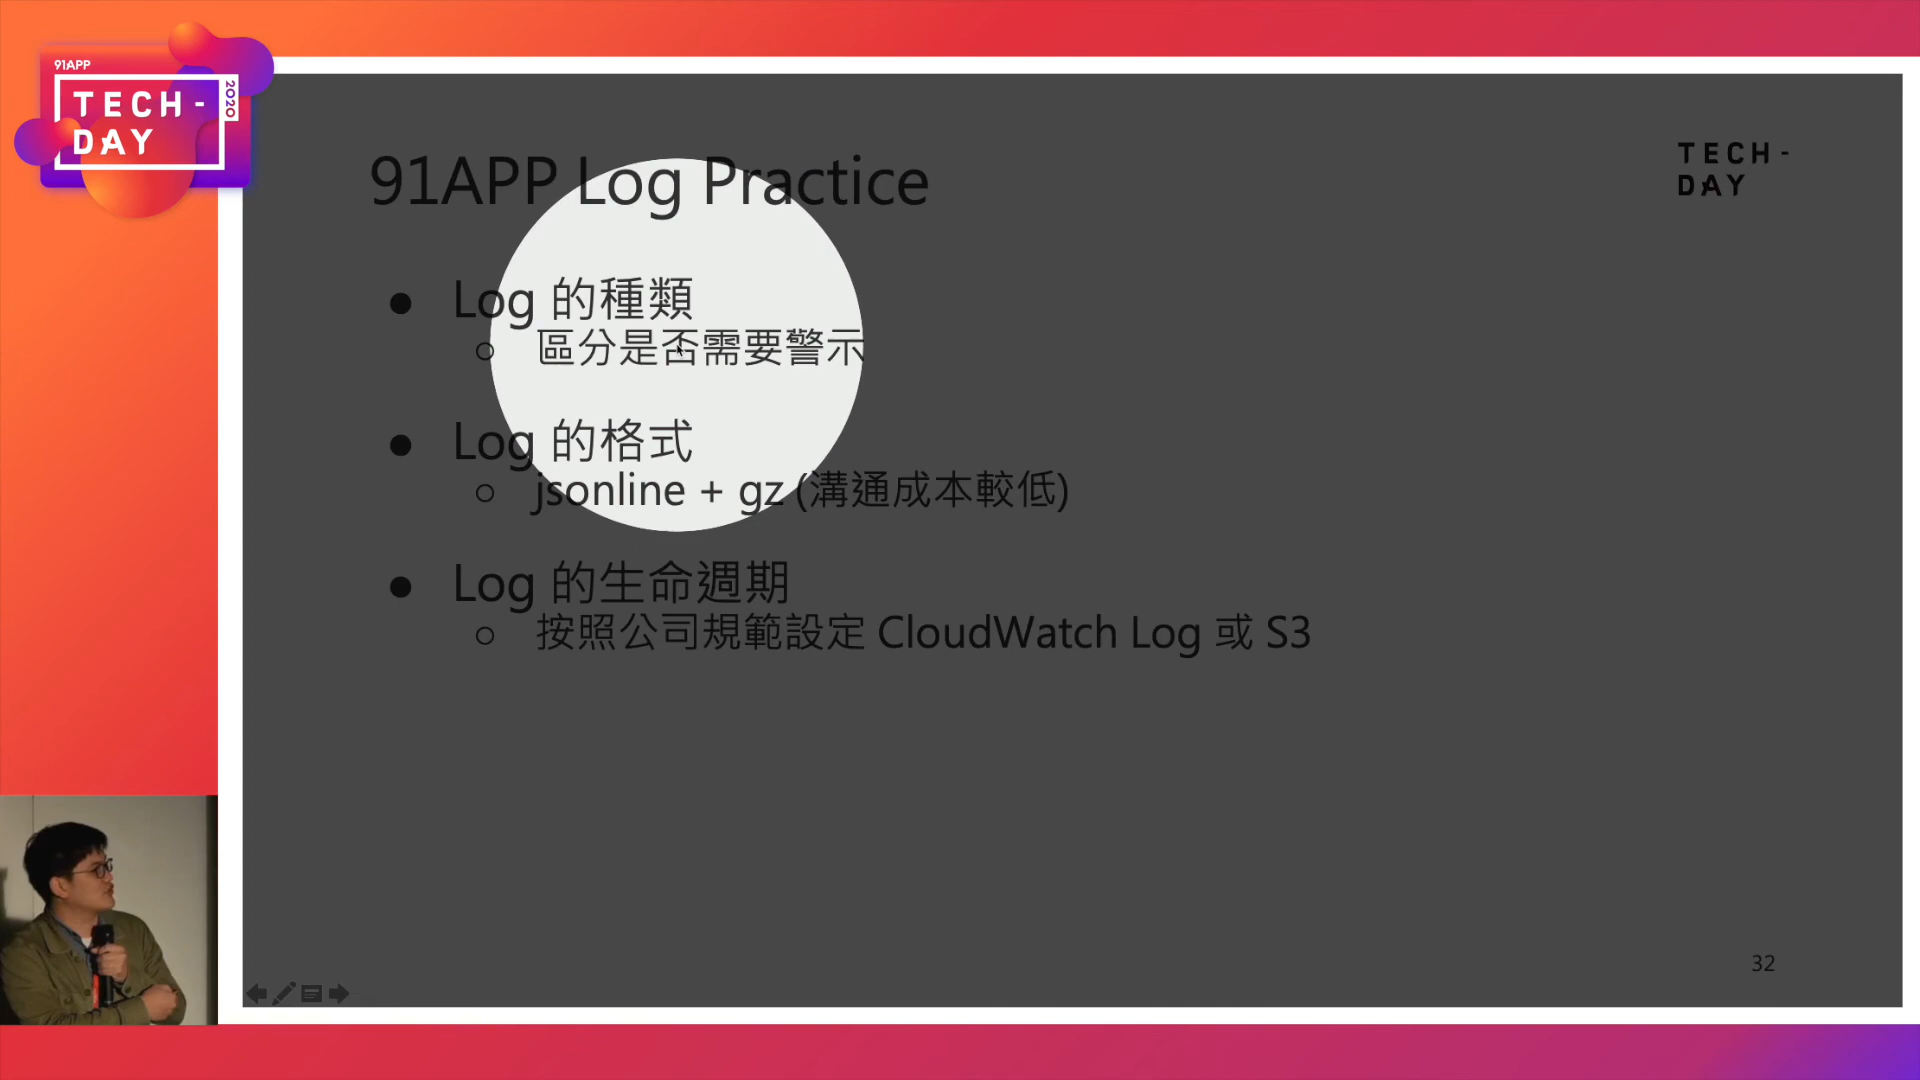 91APP
TECH-
DAY
2020
TECH-
DAY
91APP Log Practice
● Log 的種類
○ 區分是否需要警示
● Log 的格式
○ jsonline + gz (溝通成本較低)
● Log 的生命週期
○ 按照公司規範設定 CloudWatch Log 或 S3
32